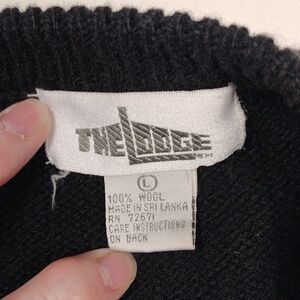 THE LODGE
L
100% WOOL
MADE IN SRI LANKA
RN 72671
CARE INSTRUCTIONS
ON BACK